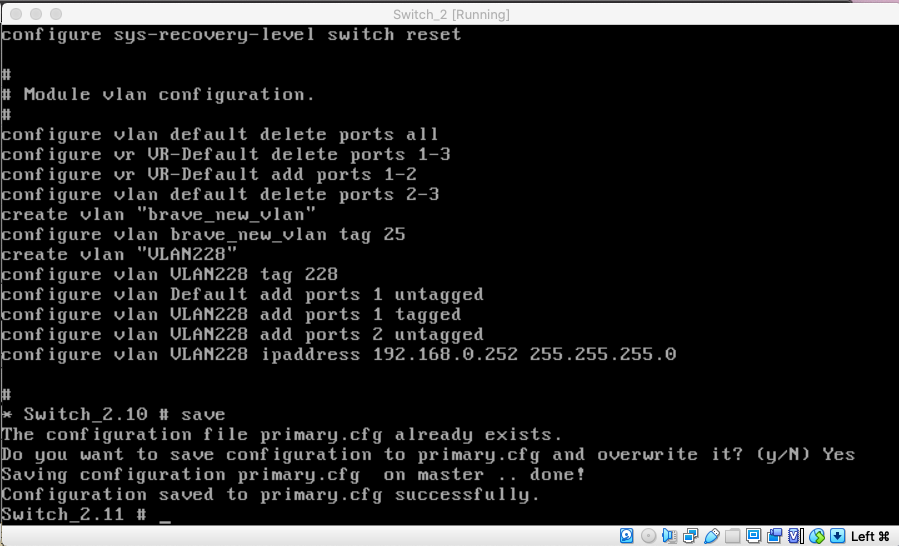 Switch_2 [Running]
configure sys-recovery-level switch reset
#
# Module vlan configuration.
#
configure vlan default delete ports all
configure vr VR-Default delete ports 1-3
configure vr VR-Default add ports 1-2
configure vlan default delete ports 2-3
create vlan "brave_new_vlan"
configure vlan brave_new_vlan tag 25
create vlan "VLAN228"
configure vlan VLAN228 tag 228
configure vlan Default add ports 1 untagged
configure vlan VLAN228 add ports 1 tagged
configure vlan VLAN228 add ports 2 untagged
configure vlan VLAN228 ipaddress 192.168.0.252 255.255.255.0
#
* Switch_2.10 # save
The configuration file primary.cfg already exists.
Do you want to save configuration to primary.cfg and overwrite it? (y/N) Yes
Saving configuration primary.cfg  on master .. done!
Configuration saved to primary.cfg successfully.
Switch_2.11 # _
Left ⌘